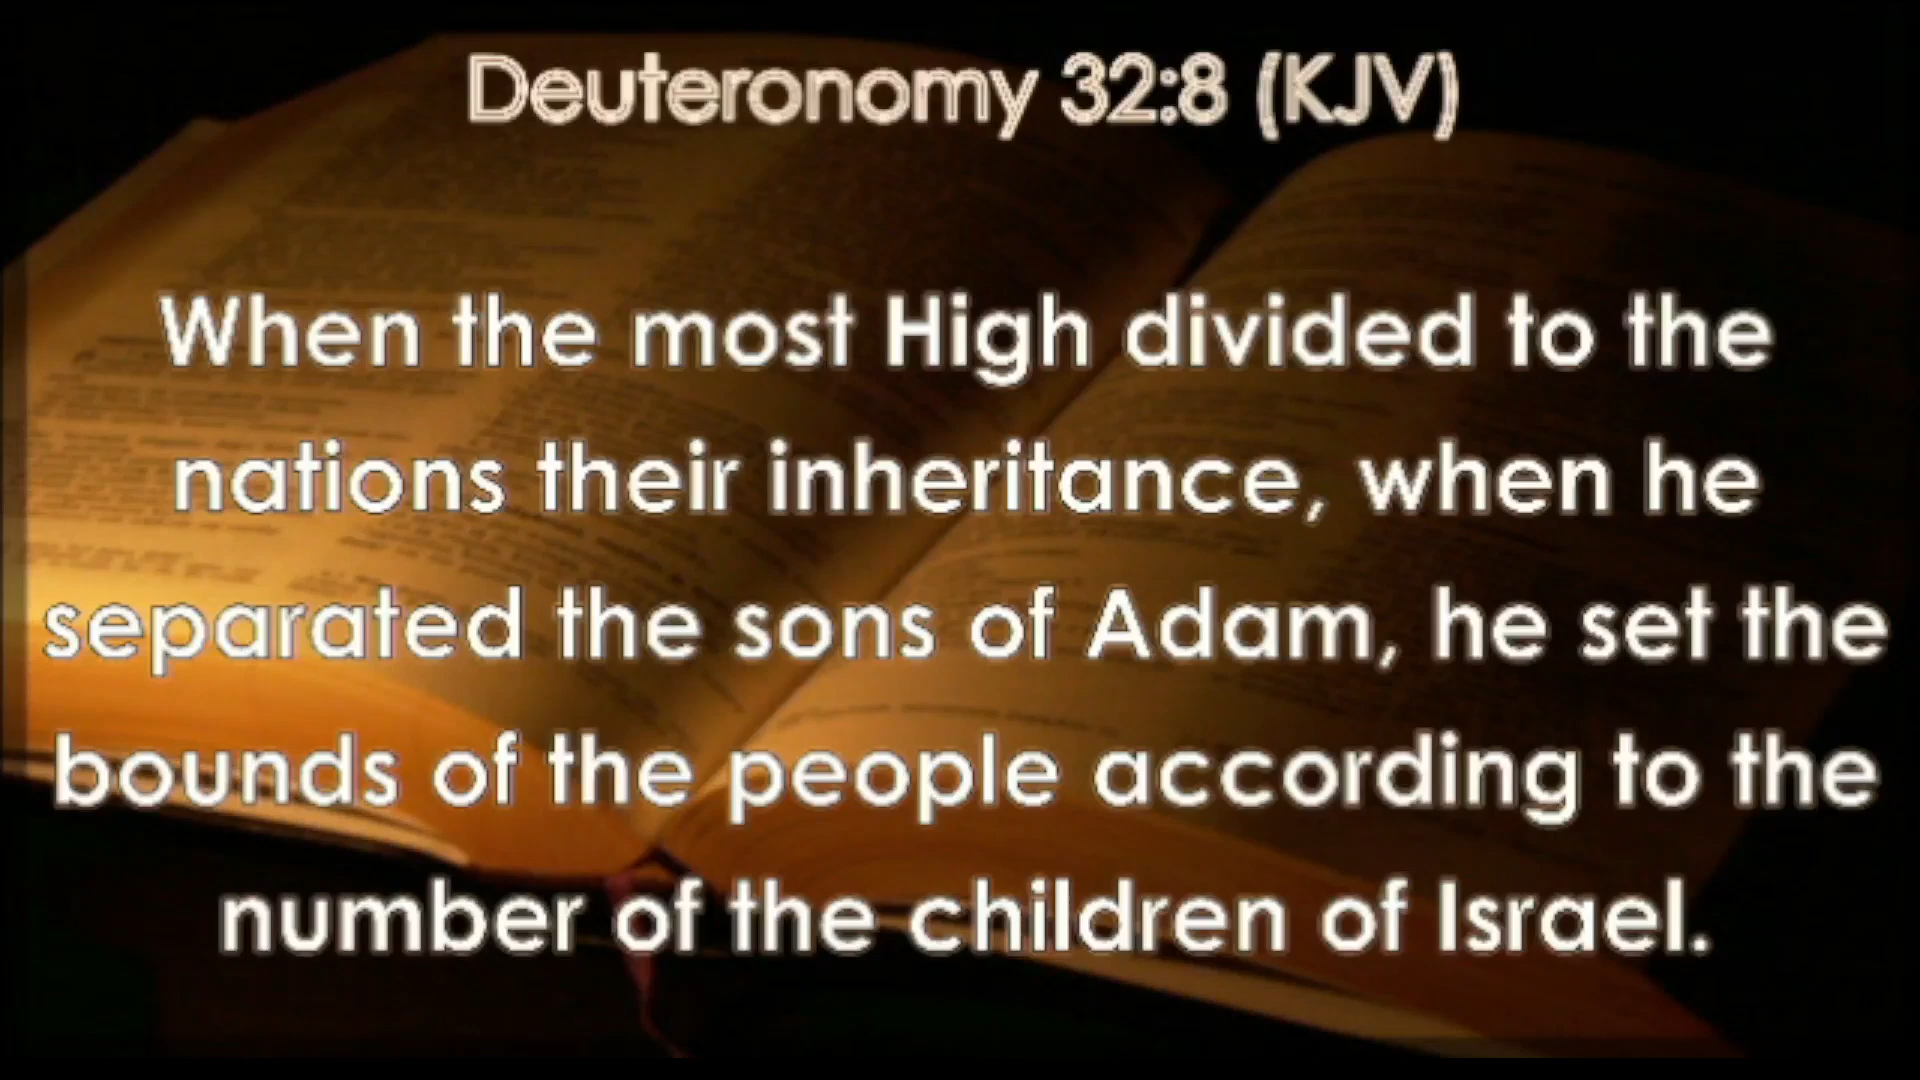 Deuteronomy 32:8 (KJV)
When the most High divided to the
nations their inheritance, when he
separated the sons of Adam, he set the
bounds of the people according to the
number of the children of Israel.